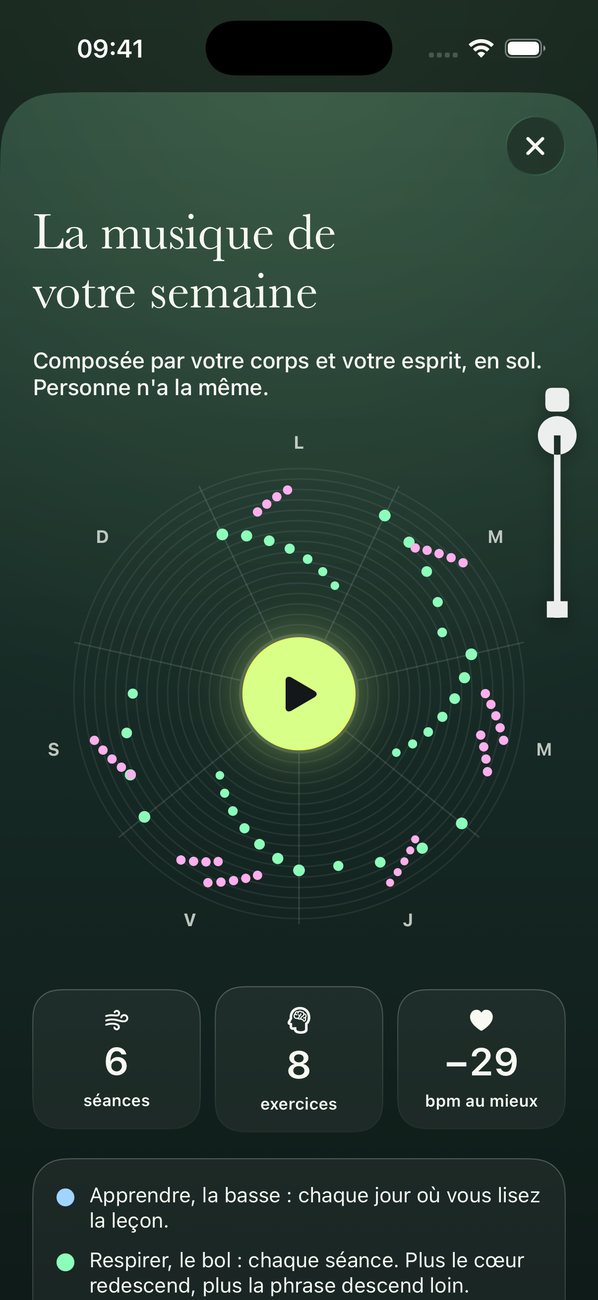 09:41
La musique de
votre semaine
Composée par votre corps et votre esprit, en sol.
Personne n'a la même.
L
D
M
S
M
V
J
6
séances
8
exercices
−29
bpm au mieux
Apprendre, la basse : chaque jour où vous lisez
la leçon.
Respirer, le bol : chaque séance. Plus le cœur
redescend, plus la phrase descend loin.